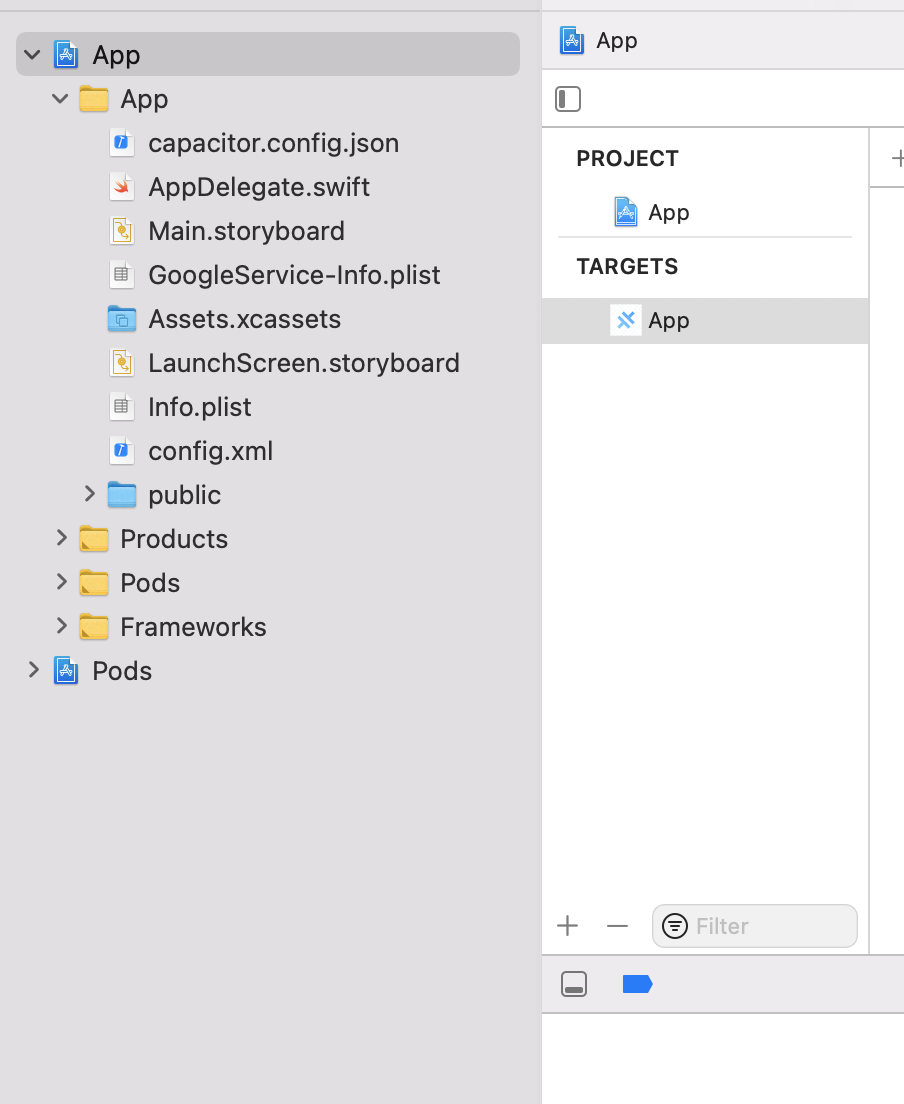 App
App
capacitor.config.json
AppDelegate.swift
Main.storyboard
GoogleService-Info.plist
Assets.xcassets
LaunchScreen.storyboard
Info.plist
config.xml
public
Products
Pods
Frameworks
Pods
App
PROJECT
App
TARGETS
App
Filter